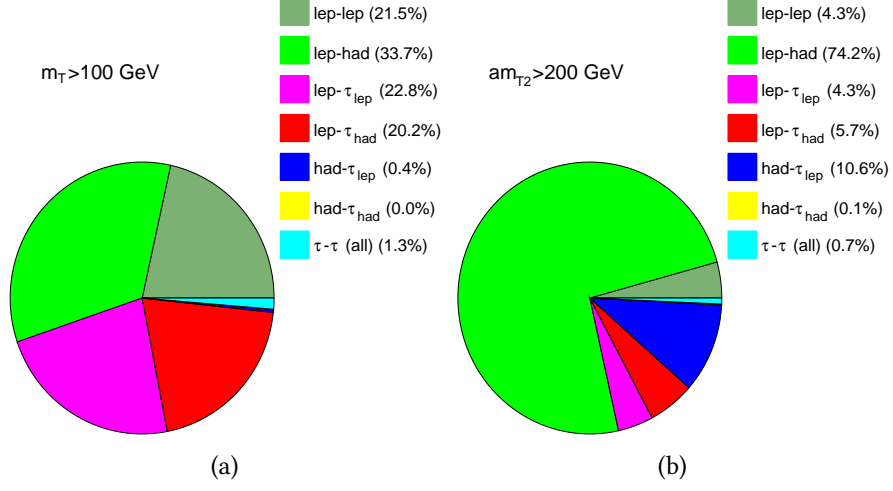 m_T>100 GeV
lep-lep (21.5%)
lep-had (33.7%)
lep-τ_lep (22.8%)
lep-τ_had (20.2%)
had-τ_lep (0.4%)
had-τ_had (0.0%)
τ-τ (all) (1.3%)
(a)
am_T2>200 GeV
lep-lep (4.3%)
lep-had (74.2%)
lep-τ_lep (4.3%)
lep-τ_had (5.7%)
had-τ_lep (10.6%)
had-τ_had (0.1%)
τ-τ (all) (0.7%)
(b)